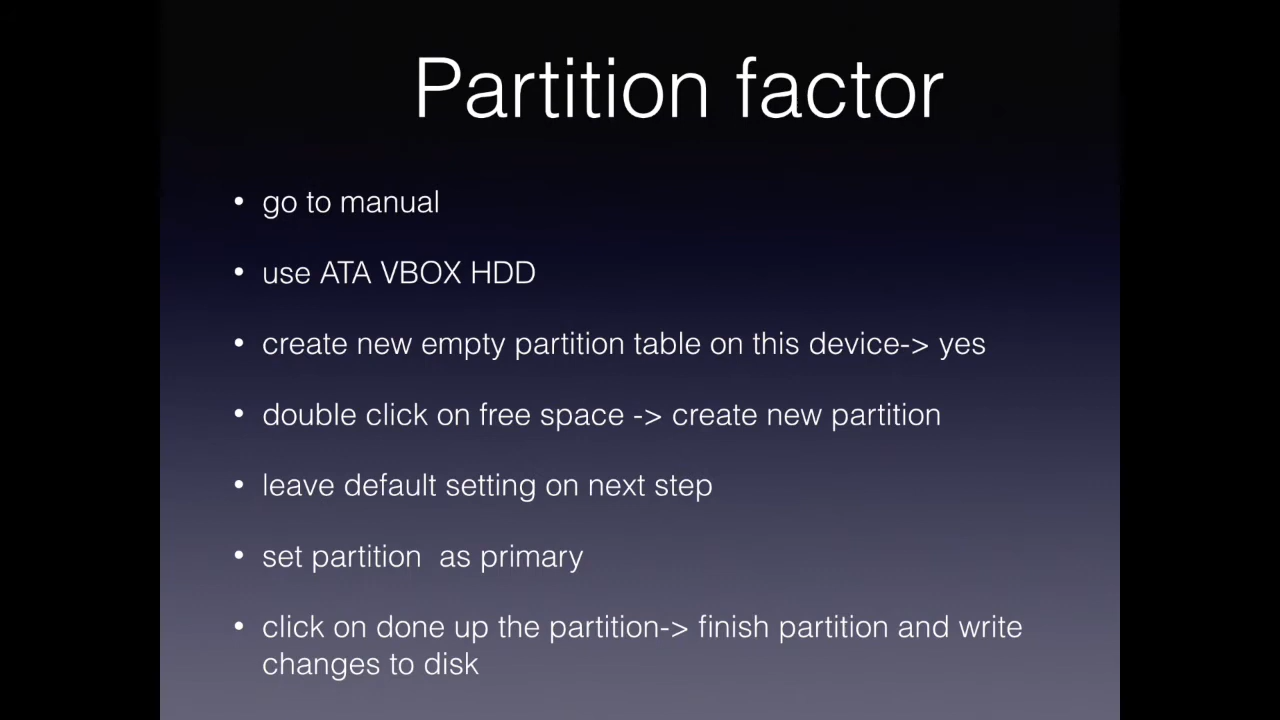 Partition factor
• go to manual
• use ATA VBOX HDD
• create new empty partition table on this device-> yes
• double click on free space -> create new partition
• leave default setting on next step
• set partition  as primary
• click on done up the partition-> finish partition and write
changes to disk